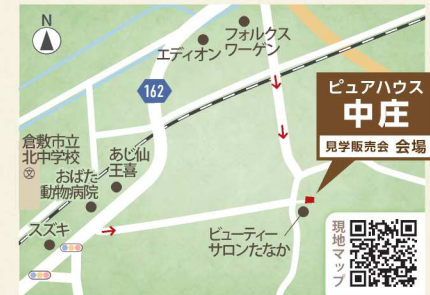 N
フォルクス
ワーゲン
エディオン
162
ピュアハウス
中庄
見学販売会 会場
倉敷市立
北中学校
文
あじ仙
王喜
おばた
動物病院
スズキ
ビューティー
サロンたなか
現地マップ